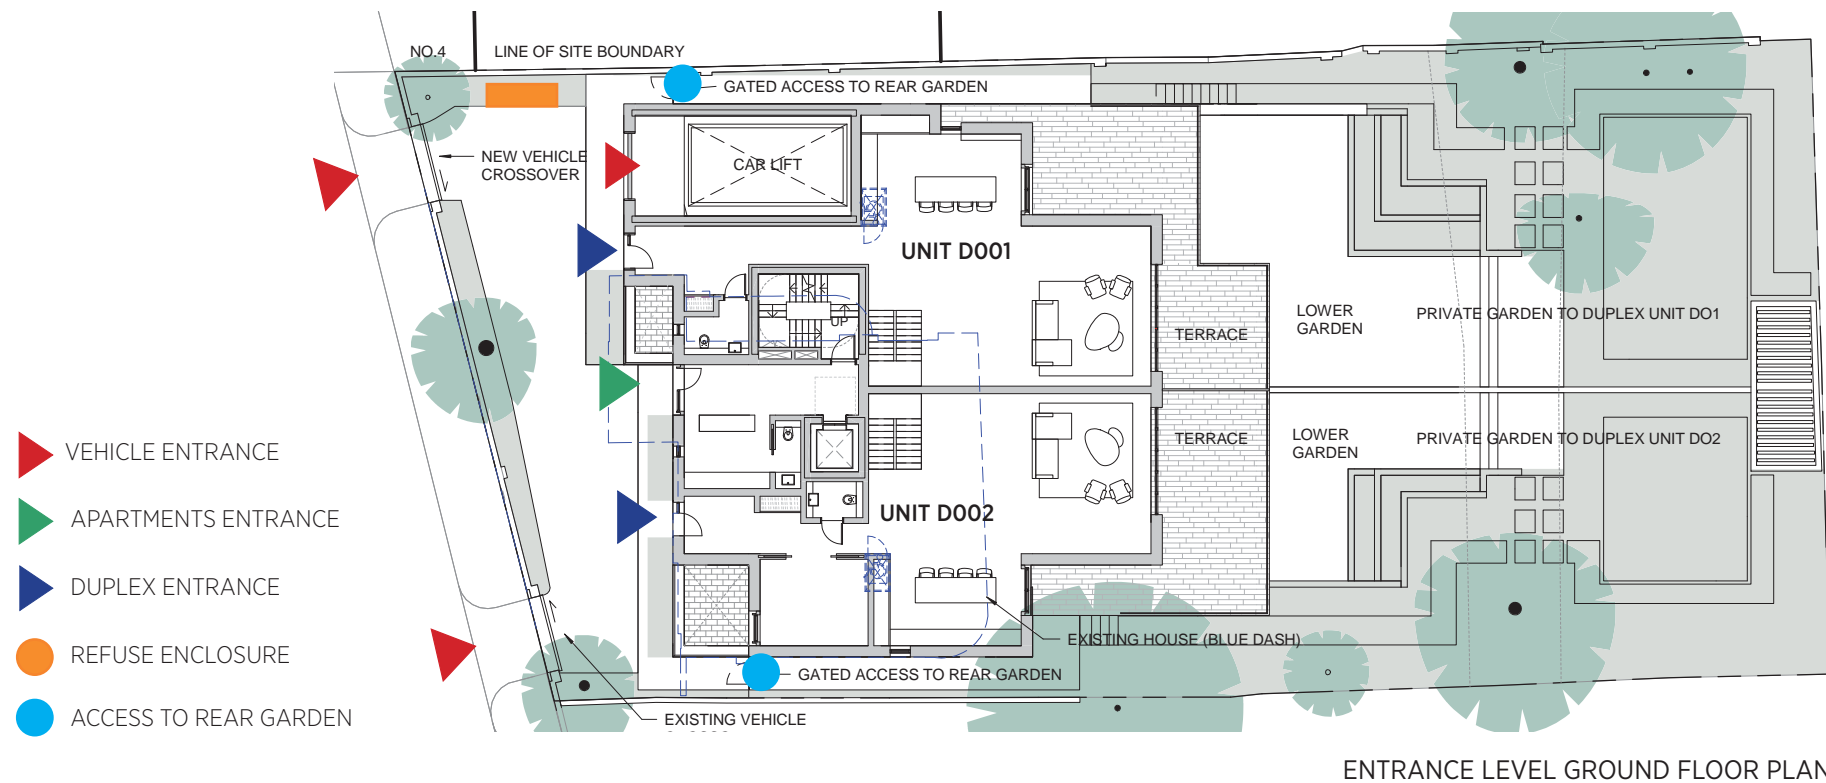 NO.4
LINE OF SITE BOUNDARY
GATED ACCESS TO REAR GARDEN
NEW VEHICLE
CROSSOVER
CAR LIFT
UNIT D001
UP
TERRACE
LOWER
GARDEN
PRIVATE GARDEN TO DUPLEX UNIT DO1
TERRACE
LOWER
GARDEN
PRIVATE GARDEN TO DUPLEX UNIT DO2
UNIT D002
EXISTING HOUSE (BLUE DASH)
GATED ACCESS TO REAR GARDEN
EXISTING VEHICLE
VEHICLE ENTRANCE
APARTMENTS ENTRANCE
DUPLEX ENTRANCE
REFUSE ENCLOSURE
ACCESS TO REAR GARDEN
ENTRANCE LEVEL GROUND FLOOR PLAN